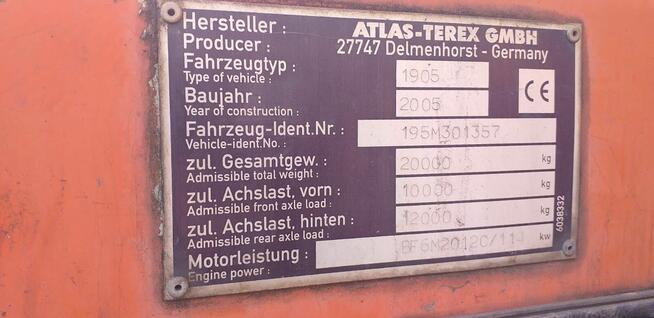 Hersteller : ATLAS-TEREX GMBH
Producer : 27747 Delmenhorst - Germany
Fahrzeugtyp :
Type of vehicle : 1905
Baujahr :
Year of construction : 2005
CE
Fahrzeug-Ident.Nr. : 195M301357
Vehicle-ident.No. :
zul. Gesamtgew. : 20000 kg
Admissible total weight :
zul. Achslast, vorn : 10000 kg
Admissible front axle load :
zul. Achslast, hinten : 12000 kg
Admissible rear axle load :
Motorleistung : kw
Engine power :
6038332